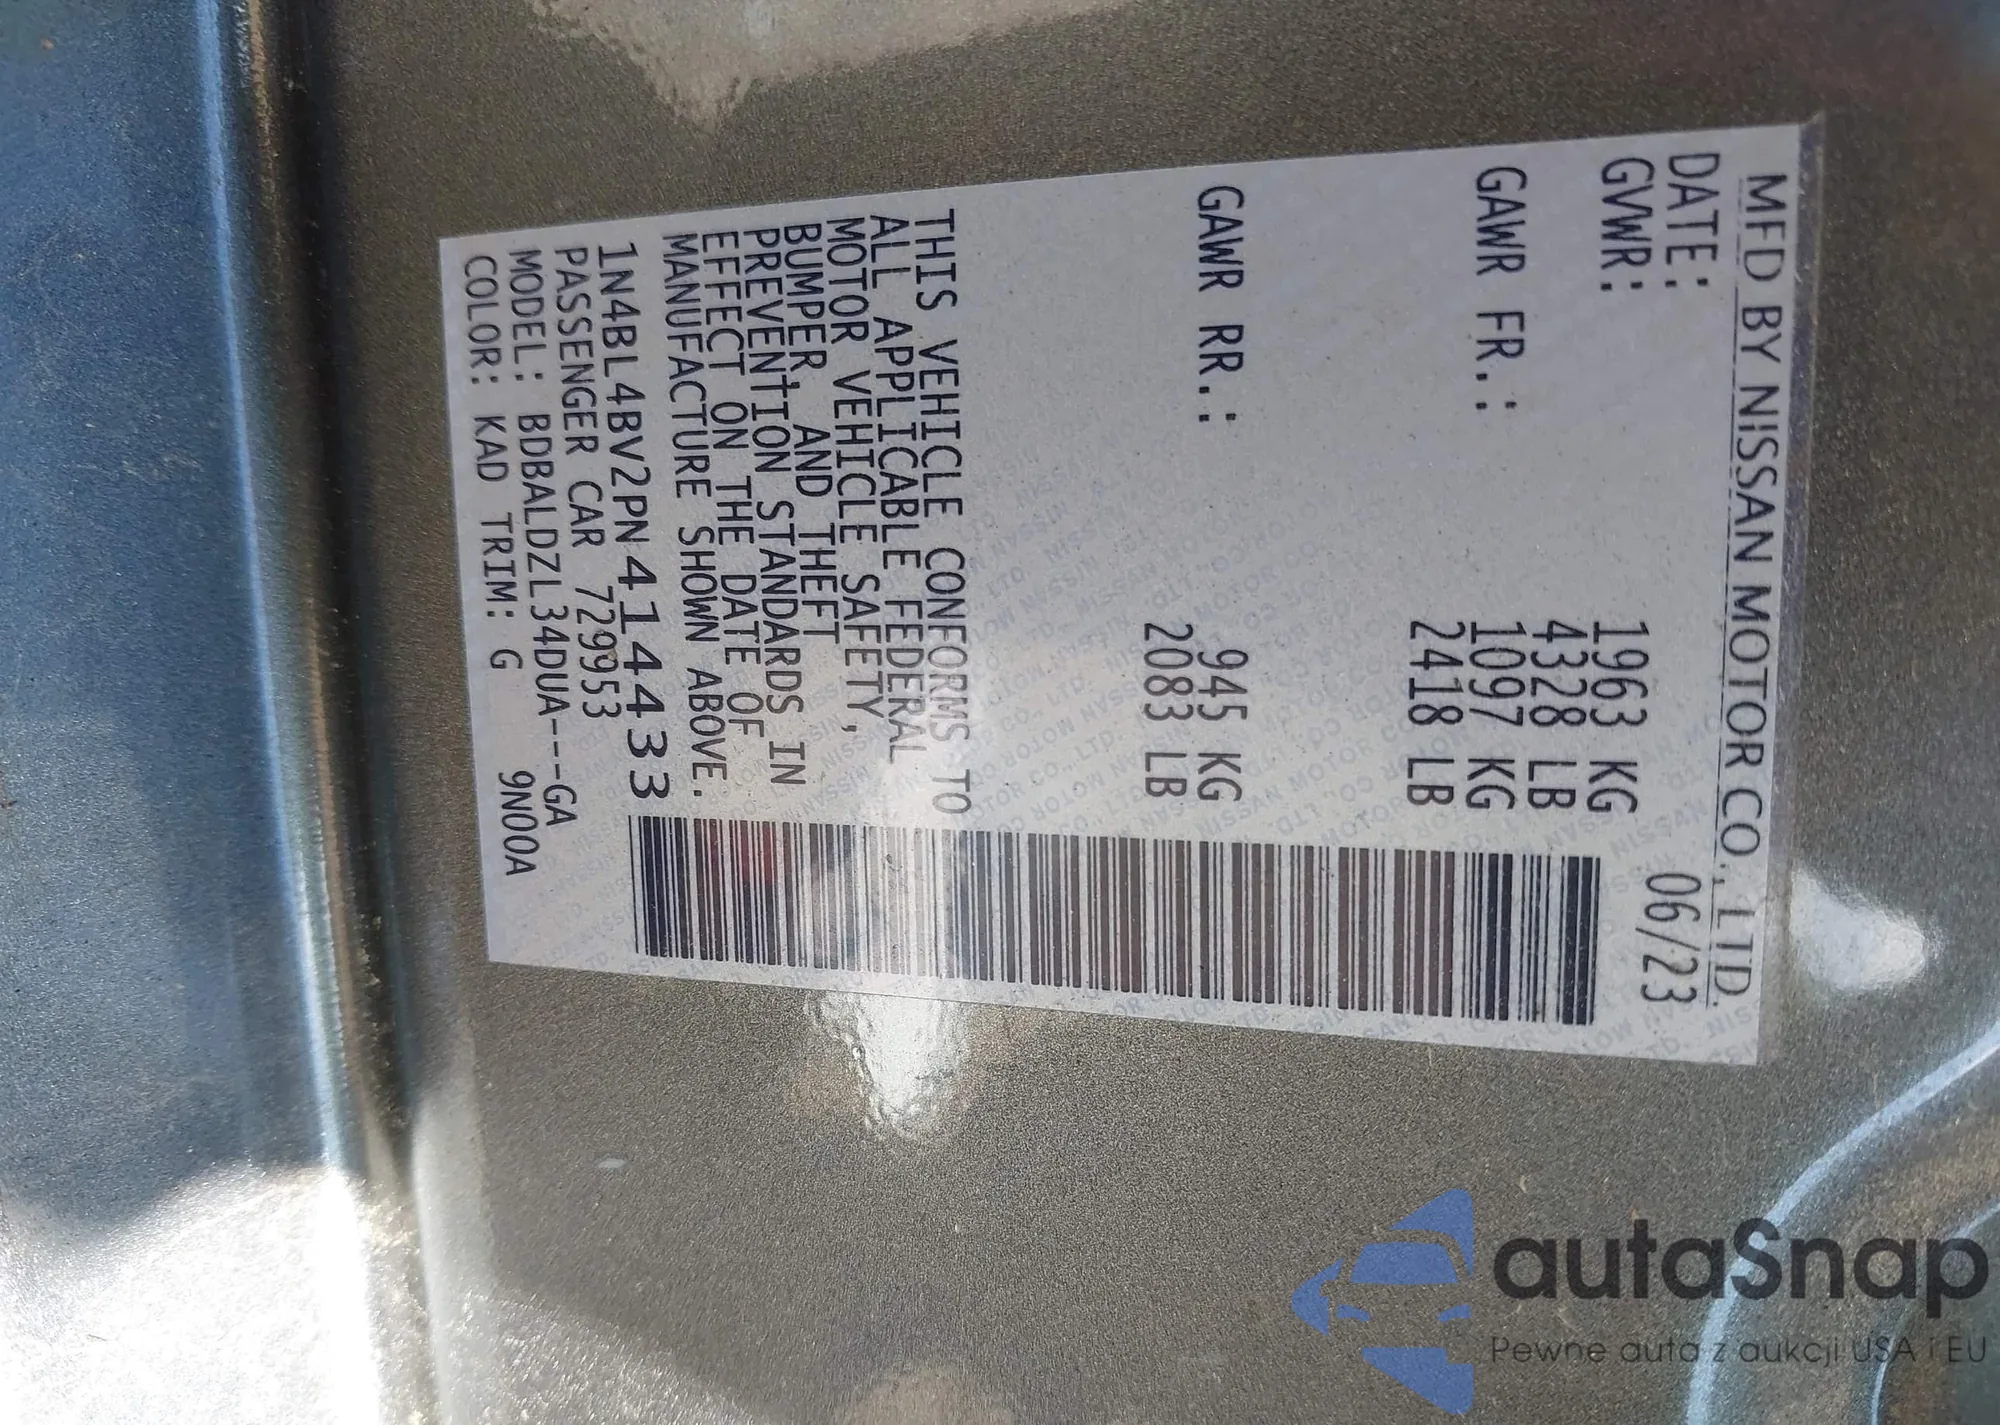 MFD BY NISSAN MOTOR CO., LTD.
DATE: 06/23
GVWR: 1963 KG
4328 LB
GAWR FR.: 1097 KG
2418 LB
GAWR RR.: 945 KG
2083 LB
THIS VEHICLE CONFORMS TO
ALL APPLICABLE FEDERAL
MOTOR VEHICLE SAFETY,
BUMPER, AND THEFT
PREVENTION STANDARDS IN
EFFECT ON THE DATE OF
MANUFACTURE SHOWN ABOVE.
1N4BL4BV2PN414433
PASSENGER CAR 729953
MODEL: BDBALDZL34DUA---GA
COLOR: KAD TRIM: G 9N00A
autaSnap
Pewne auta z aukcji USA i EU